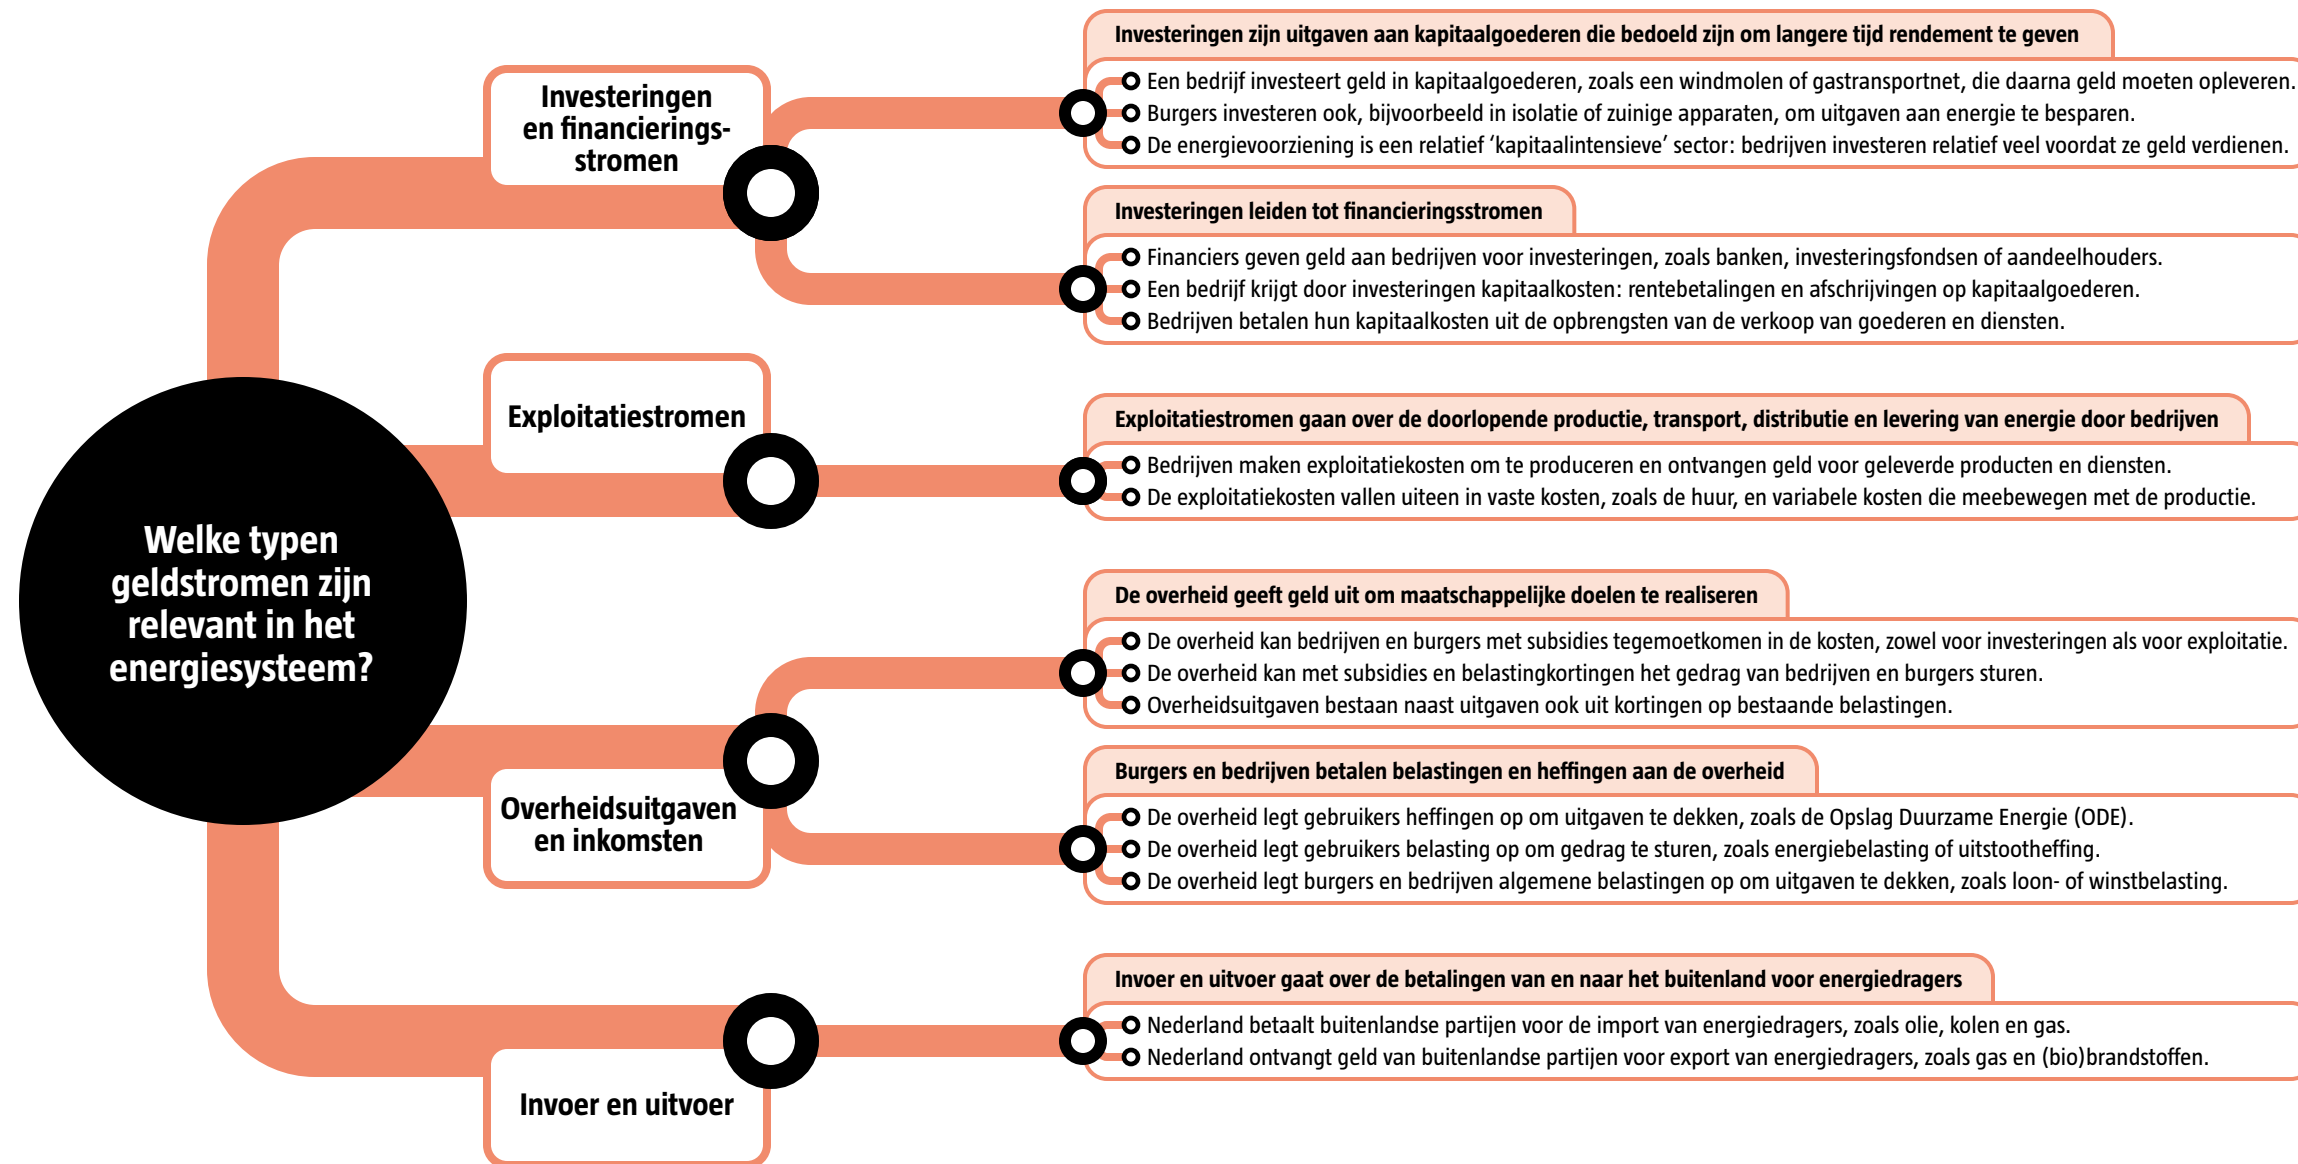 Welke typen
geldstromen zijn
relevant in het
energiesysteem?
Investeringen
en financierings-
stromen
Investeringen zijn uitgaven aan kapitaalgoederen die bedoeld zijn om langere tijd rendement te geven
Een bedrijf investeert geld in kapitaalgoederen, zoals een windmolen of gastransportnet, die daarna geld moeten opleveren.
Burgers investeren ook, bijvoorbeeld in isolatie of zuinige apparaten, om uitgaven aan energie te besparen.
De energievoorziening is een relatief ‘kapitaalintensieve’ sector: bedrijven investeren relatief veel voordat ze geld verdienen.
Investeringen leiden tot financieringsstromen
Financiers geven geld aan bedrijven voor investeringen, zoals banken, investeringsfondsen of aandeelhouders.
Een bedrijf krijgt door investeringen kapitaalkosten: rentebetalingen en afschrijvingen op kapitaalgoederen.
Bedrijven betalen hun kapitaalkosten uit de opbrengsten van de verkoop van goederen en diensten.
Exploitatiestromen
Exploitatiestromen gaan over de doorlopende productie, transport, distributie en levering van energie door bedrijven
Bedrijven maken exploitatiekosten om te produceren en ontvangen geld voor geleverde producten en diensten.
De exploitatiekosten vallen uiteen in vaste kosten, zoals de huur, en variabele kosten die meebewegen met de productie.
Overheidsuitgaven
en inkomsten
De overheid geeft geld uit om maatschappelijke doelen te realiseren
De overheid kan bedrijven en burgers met subsidies tegemoetkomen in de kosten, zowel voor investeringen als voor exploitatie.
De overheid kan met subsidies en belastingkortingen het gedrag van bedrijven en burgers sturen.
Overheidsuitgaven bestaan naast uitgaven ook uit kortingen op bestaande belastingen.
Burgers en bedrijven betalen belastingen en heffingen aan de overheid
De overheid legt gebruikers heffingen op om uitgaven te dekken, zoals de Opslag Duurzame Energie (ODE).
De overheid legt gebruikers belasting op om gedrag te sturen, zoals energiebelasting of uitstootheffing.
De overheid legt burgers en bedrijven algemene belastingen op om uitgaven te dekken, zoals loon- of winstbelasting.
Invoer en uitvoer
Invoer en uitvoer gaat over de betalingen van en naar het buitenland voor energiedragers
Nederland betaalt buitenlandse partijen voor de import van energiedragers, zoals olie, kolen en gas.
Nederland ontvangt geld van buitenlandse partijen voor export van energiedragers, zoals gas en (bio)brandstoffen.